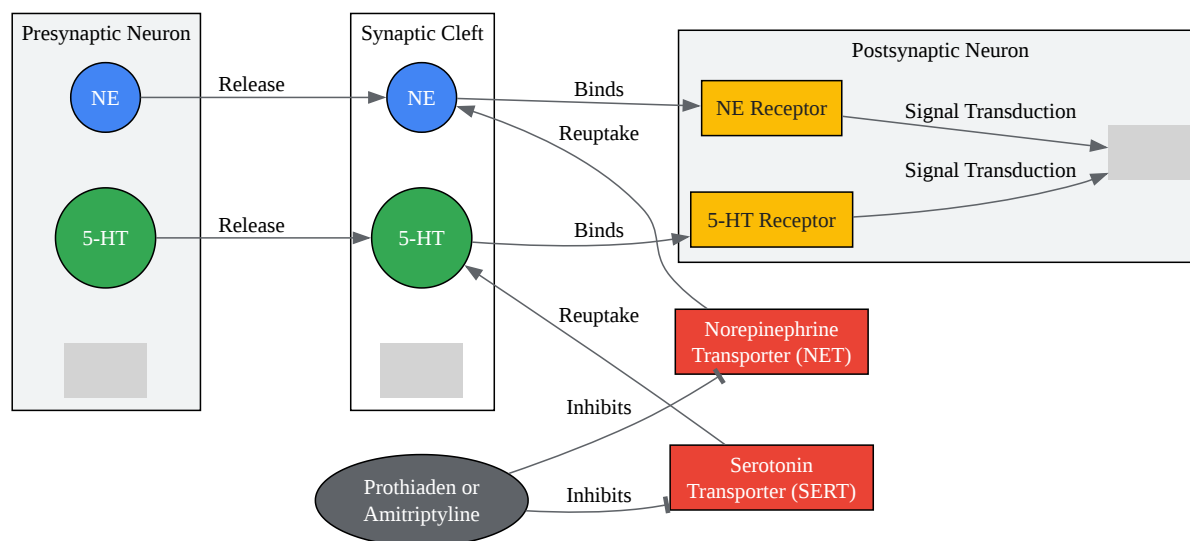 Presynaptic Neuron
Synaptic Cleft
Postsynaptic Neuron
NE
Release
NE
Binds
NE Receptor
Signal Transduction
Reuptake
Signal Transduction
5-HT
Release
5-HT
Binds
5-HT Receptor
Reuptake
Norepinephrine
Transporter (NET)
Inhibits
Serotonin
Transporter (SERT)
Prothiaden or
Amitriptyline
Inhibits